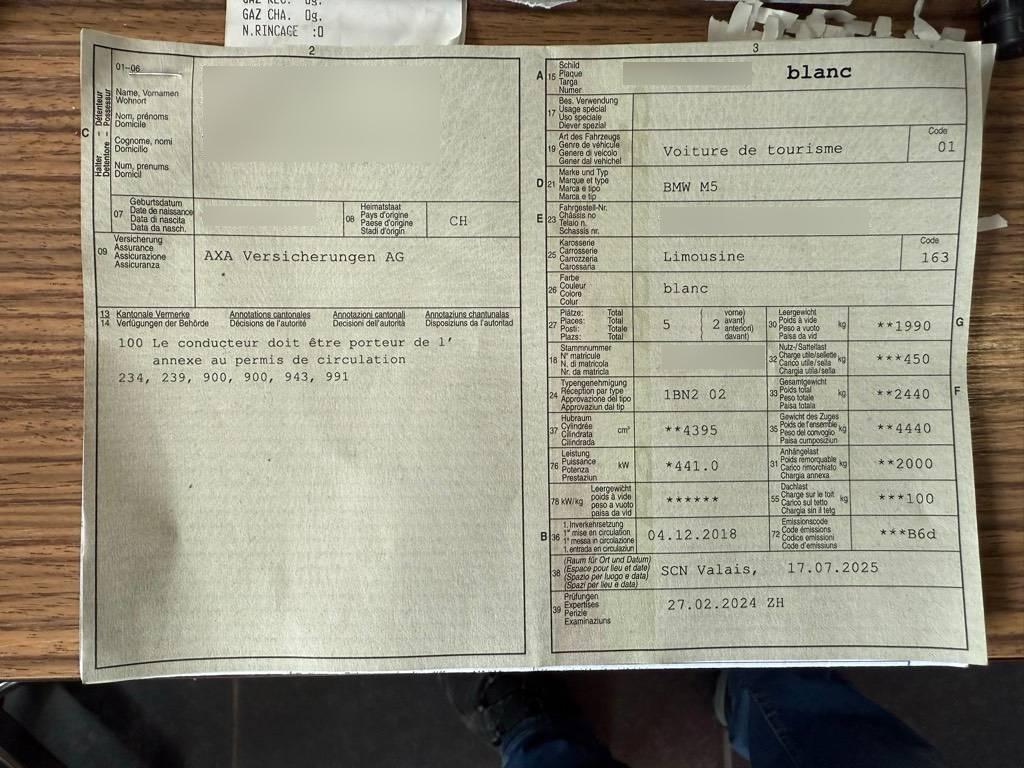 GAZ CHA. 0g,
N.RINCAGE :0
2
3
01–06
Name, Vornamen
Wohnort
Nom, prénoms
Domicile
Cognome, nomi
Domicilio
Num, prenums
Domicil
C
Halter – Détenteur
Detentore – Possessur
07
Geburtsdatum
Date de naissance
Data di nascita
Data da nasch.
08
Heimatstaat
Pays d'origine
Paese d'origine
Stadi d'origin
CH
09
Versicherung
Assurance
Assicurazione
Assicuranza
AXA Versicherungen AG
13 Kantonale Vermerke Annotations cantonales Annotazioni cantonali Annotaziuns chantunalas
14 Verfügungen der Behörde Décisions de l'autorité Decisioni dell'autorità Disposiziuns da l'autoritad
100 Le conducteur doit être porteur de l'
annexe au permis de circulation
234, 239, 900, 900, 943, 991
A 15
Schild
Plaque
Targa
Numer
blanc
17
Bes. Verwendung
Usage spécial
Uso speciale
Diever spezial
19
Art des Fahrzeugs
Genre de véhicule
Genere di veicolo
Gener dal vehichel
Voiture de tourisme
Code
01
D 21
Marke und Typ
Marque et type
Marca e tipo
Marca e tip
BMW M5
E 23
Fahrgestell-Nr.
Châssis no
Telaio n.
Schassis nr.
25
Karosserie
Carrosserie
Carrozzeria
Carossaria
Limousine
Code
163
26
Farbe
Couleur
Colore
Colur
blanc
27
Plätze: Total
Places: Total
Posti: Totale
Plazs: Total
5
2
vorne)
avant)
anteriori)
davant)
30
Leergewicht
Poids à vide
Peso a vuoto
Paisa da vid
kg
**1990
G
18
Stammnummer
N° matricule
N. di matricola
Nr. da matricla
32
Nutz-/Sattellast
Charge utile/sellette
Carico utile/sella
Chargia utila/sella
kg
***450
24
Typengenehmigung
Réception par type
Approvazione del tipo
Approvaziun dal tip
1BN2 02
33
Gesamtgewicht
Poids total
Peso totale
Paisa totala
kg
**2440
F
37
Hubraum
Cylindrée
Cilindrata
Cilindrada
cm³
**4395
35
Gewicht des Zuges
Poids de l'ensemble
Peso del convoglio
Paisa cumposiziun
kg
**4440
76
Leistung
Puissance
Potenza
Prestaziun
kW
*441.0
31
Anhängelast
Poids remorquable
Carico rimorchiato
Chargia annexa
kg
**2000
78 kW/kg
Leergewicht
poids à vide
peso a vuoto
paisa da vid
******
55
Dachlast
Charge sur le toit
Carico sul tetto
Chargia sin il tetg
kg
***100
B 36
1. Inverkehrsetzung
1re mise en circulation
1a messa in circolazione
1. entrada en circulaziun
04.12.2018
72
Emissionscode
Code émissions
Codice emissioni
Code d'emissiuns
***B6d
38
(Raum für Ort und Datum)
(Espace pour lieu et date)
(Spazio per luogo e data)
(Spazi per lieu e data)
SCN Valais, 17.07.2025
39
Prüfungen
Expertises
Perizie
Examinaziuns
27.02.2024 ZH